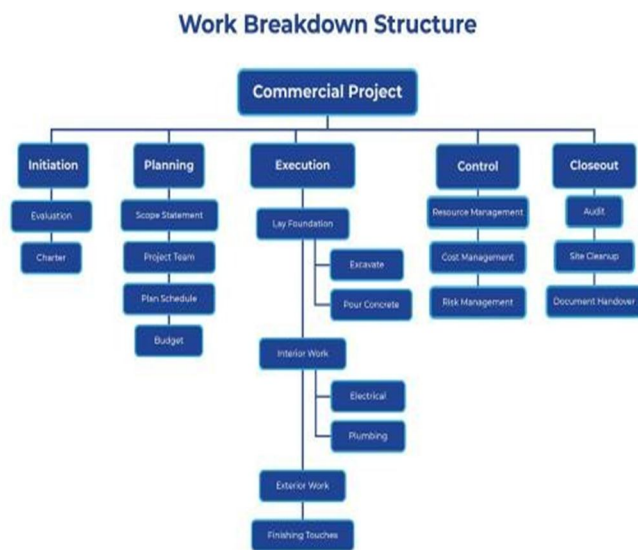 Work Breakdown Structure
Commercial Project
Initiation
Planning
Execution
Control
Closeout
Evaluation
Scope Statement
Lay Foundation
Resource Management
Audit
Charter
Project Team
Excavate
Cost Management
Site Cleanup
Plan Schedule
Pour Concrete
Risk Management
Document Handover
Budget
Interior Work
Electrical
Plumbing
Exterior Work
Finishing Touches